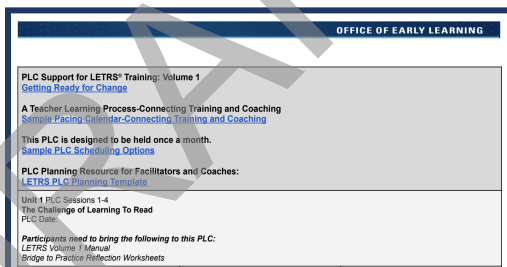 OFFICE OF EARLY LEARNING
PLC Support for LETRS® Training: Volume 1
Getting Ready for Change
A Teacher Learning Process-Connecting Training and Coaching
Sample Pacing Calendar-Connecting Training and Coaching
This PLC is designed to be held once a month.
Sample PLC Scheduling Options
PLC Planning Resource for Facilitators and Coaches:
LETRS PLC Planning Template
Unit 1 PLC Sessions 1-4
The Challenge of Learning To Read
PLC Date:
Participants need to bring the following to this PLC:
LETRS Volume 1 Manual
Bridge to Practice Reflection Worksheets